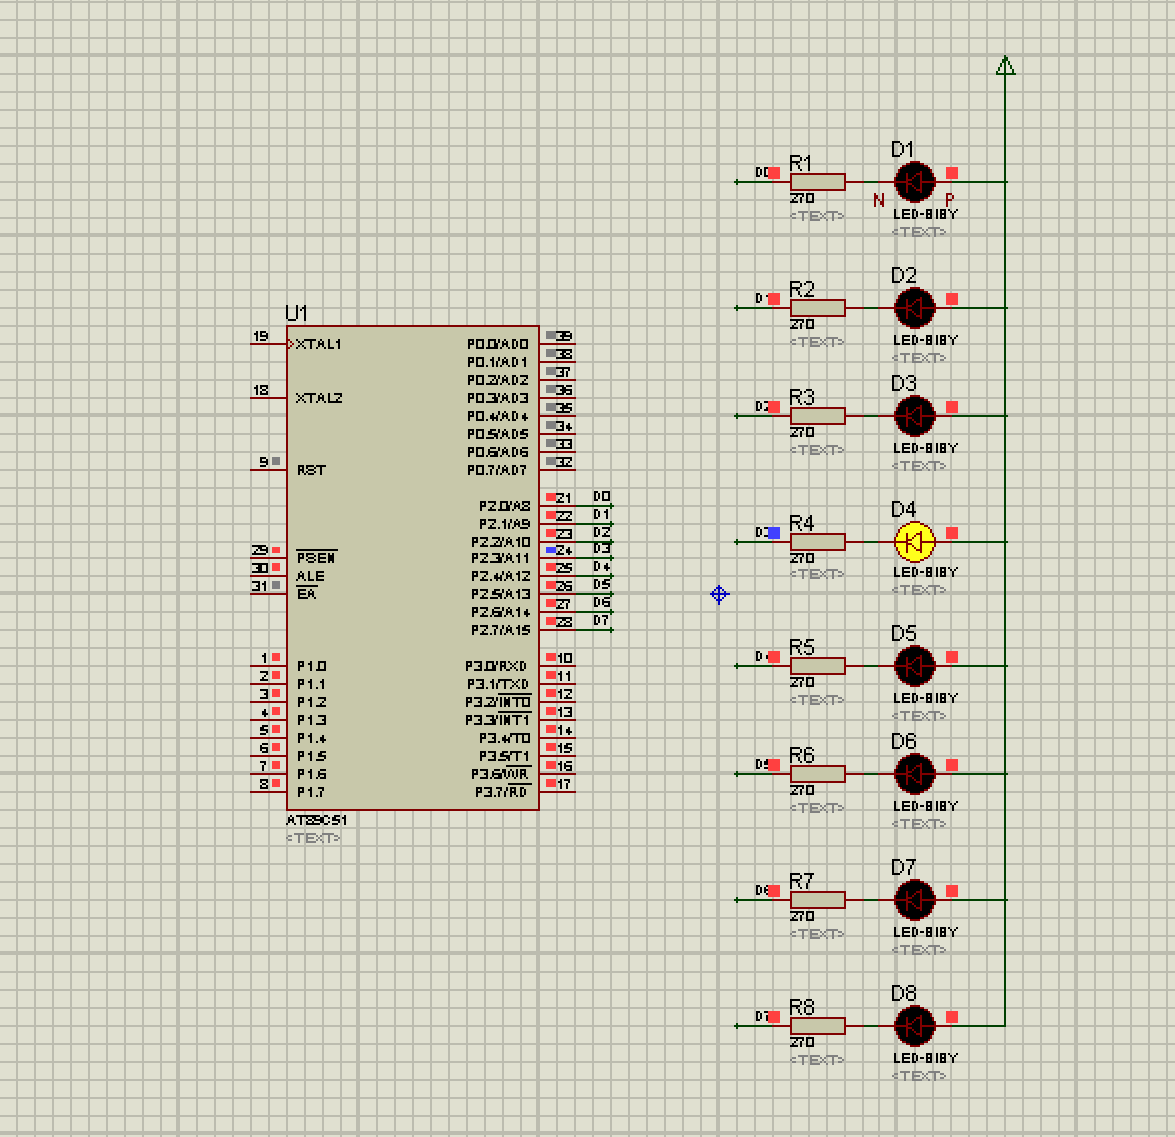 U1
19
XTAL1
18
XTAL2
9
RST
29
PSEN
30
ALE
31
EA
1
P1.0
2
P1.1
3
P1.2
4
P1.3
5
P1.4
6
P1.5
7
P1.6
8
P1.7
P0.0/AD0
39
P0.1/AD1
38
P0.2/AD2
37
P0.3/AD3
36
P0.4/AD4
35
P0.5/AD5
34
P0.6/AD6
33
P0.7/AD7
32
P2.0/A8
21
D0
P2.1/A9
22
D1
P2.2/A10
23
D2
P2.3/A11
24
D3
P2.4/A12
25
D4
P2.5/A13
26
D5
P2.6/A14
27
D6
P2.7/A15
28
D7
P3.0/RXD
10
P3.1/TXD
11
P3.2/INT0
12
P3.3/INT1
13
P3.4/T0
14
P3.5/T1
15
P3.6/WR
16
P3.7/RD
17
AT89C51
<TEXT>
D0
R1
270
<TEXT>
D1
N
P
LED-BIBY
<TEXT>
D1
R2
270
<TEXT>
D2
LED-BIBY
<TEXT>
D2
R3
270
<TEXT>
D3
LED-BIBY
<TEXT>
D3
R4
270
<TEXT>
D4
LED-BIBY
<TEXT>
D4
R5
270
<TEXT>
D5
LED-BIBY
<TEXT>
D5
R6
270
<TEXT>
D6
LED-BIBY
<TEXT>
D6
R7
270
<TEXT>
D7
LED-BIBY
<TEXT>
D7
R8
270
<TEXT>
D8
LED-BIBY
<TEXT>